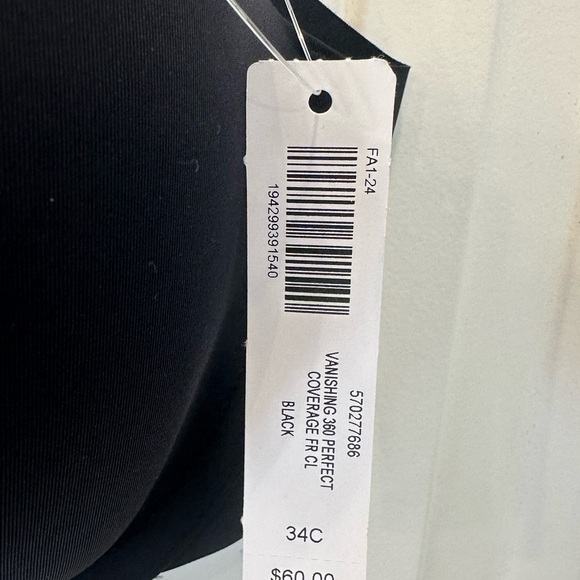 FA1-24
194299391540
570277686
VANISHING 360 PERFECT
COVERAGE FR CL
BLACK
34C
$60.00